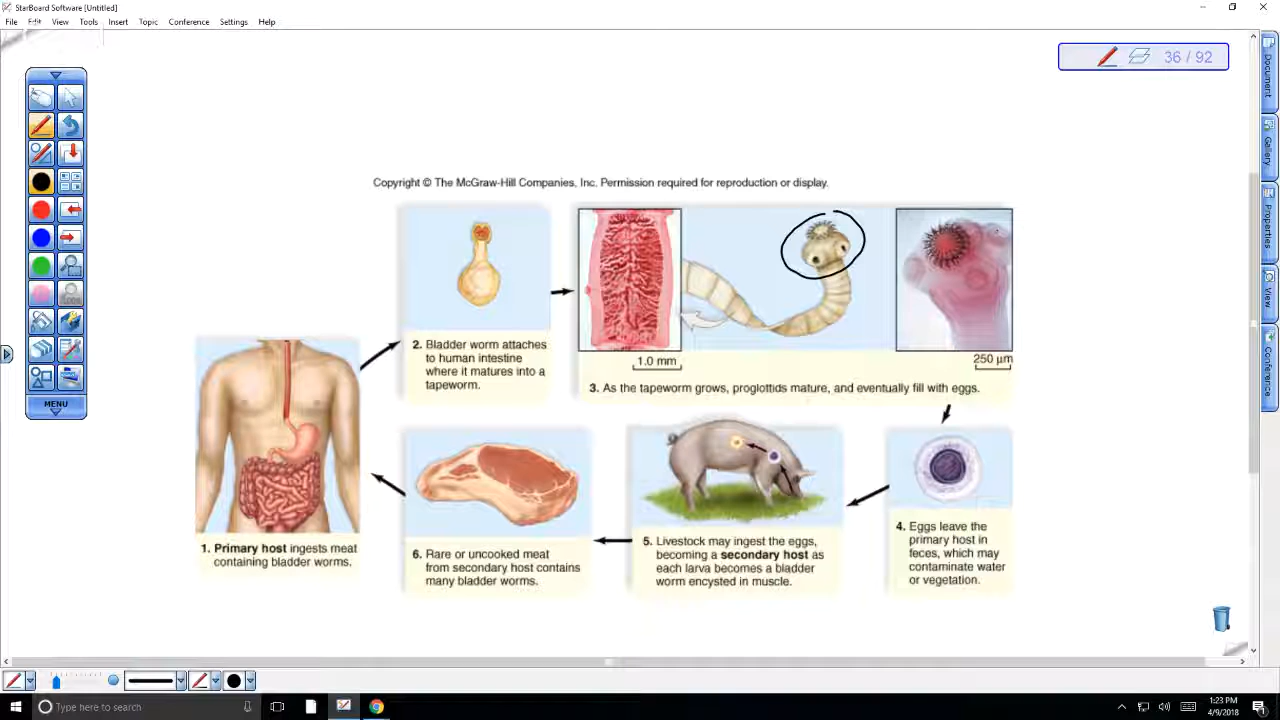 StarBoard Software [Untitled]
File Edit View Tools Insert Topic Conference Settings Help
36 / 92
MENU
Document
Gallery
Properties
View
Conference
Copyright © The McGraw-Hill Companies, Inc. Permission required for reproduction or display.
1. Primary host ingests meat
containing bladder worms.
2. Bladder worm attaches
to human intestine
where it matures into a
tapeworm.
1.0 mm
250 µm
3. As the tapeworm grows, proglottids mature, and eventually fill with eggs.
4. Eggs leave the
primary host in
feces, which may
contaminate water
or vegetation.
5. Livestock may ingest the eggs,
becoming a secondary host as
each larva becomes a bladder
worm encysted in muscle.
6. Rare or uncooked meat
from secondary host contains
many bladder worms.
Type here to search
1:23 PM
4/9/2018